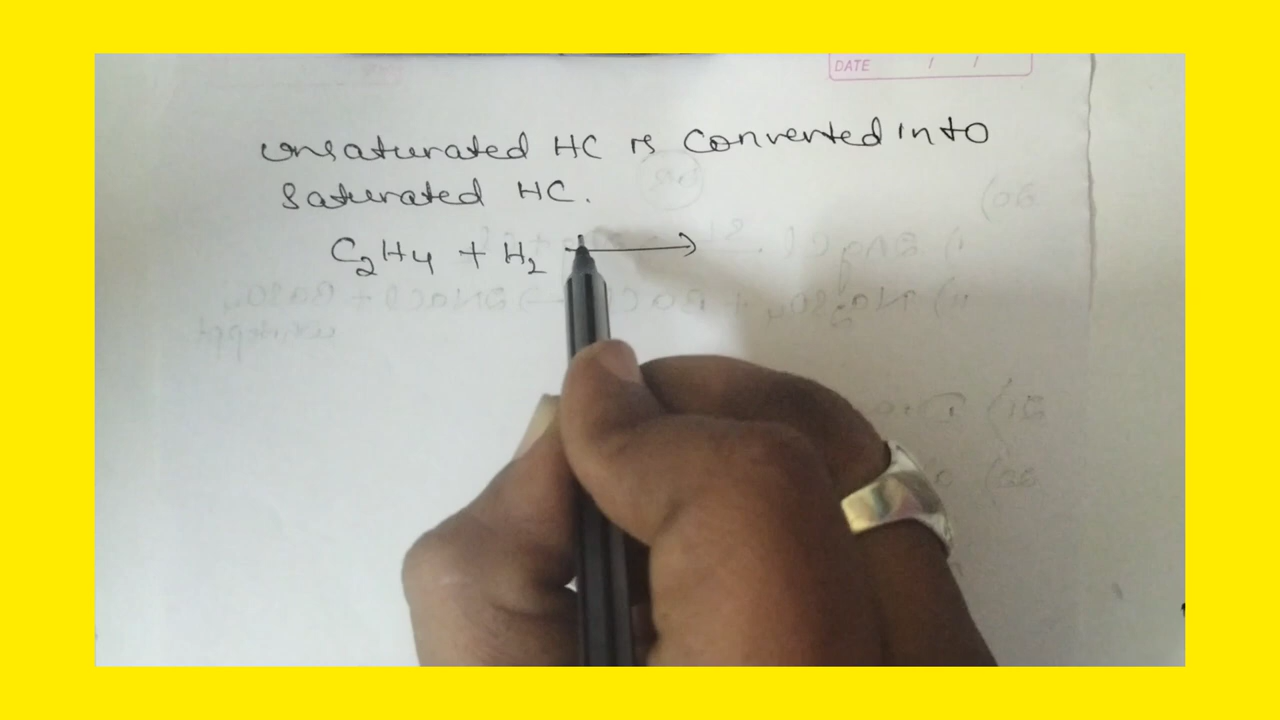 DATE / /
unsaturated HC is converted into
saturated HC.
C₂H₄ + H₂ →